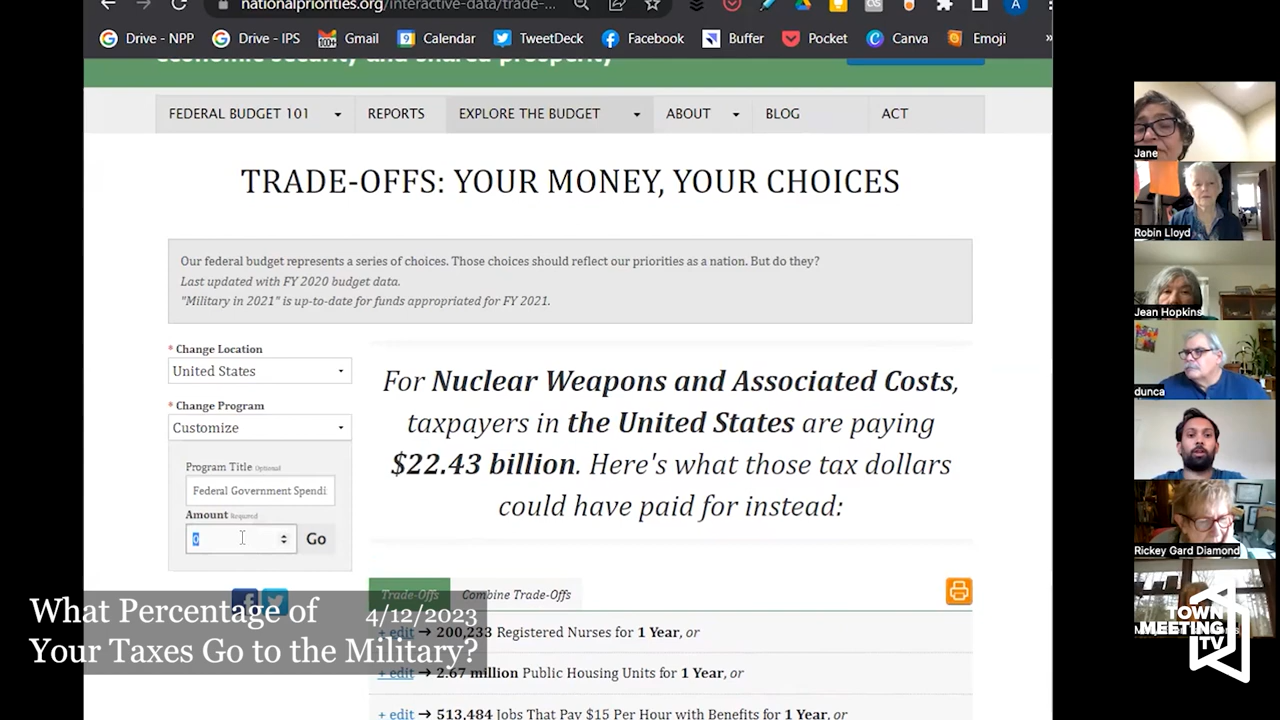 nationalpriorities.org/interactive-data/trade-...
A
Drive - NPP
Drive - IPS
Gmail
Calendar
TweetDeck
Facebook
Buffer
Pocket
Canva
Emoji
»
economic security and shared prosperity
FEDERAL BUDGET 101
REPORTS
EXPLORE THE BUDGET
ABOUT
BLOG
ACT
TRADE-OFFS: YOUR MONEY, YOUR CHOICES
Our federal budget represents a series of choices. Those choices should reflect our priorities as a nation. But do they?
Last updated with FY 2020 budget data.
"Military in 2021" is up-to-date for funds appropriated for FY 2021.
* Change Location
United States
* Change Program
Customize
Program Title Optional
Federal Government Spendi
Amount Required
0
Go
For Nuclear Weapons and Associated Costs,
taxpayers in the United States are paying
$22.43 billion. Here's what those tax dollars
could have paid for instead:
Trade-Offs
Combine Trade-Offs
+ edit → 200,233 Registered Nurses for 1 Year, or
+ edit → 2.67 million Public Housing Units for 1 Year, or
+ edit → 513,484 Jobs That Pay $15 Per Hour with Benefits for 1 Year, or
What Percentage of
4/12/2023
Your Taxes Go to the Military?
Jane
Robin Lloyd
Jean Hopkins
dunca
Rickey Gard Diamond
TOWN
MEETING
TV